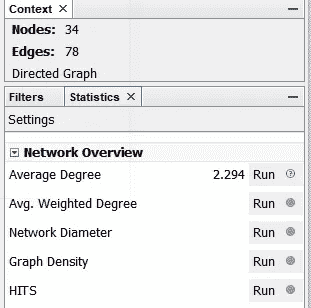 Context X
Nodes: 34
Edges: 78
Directed Graph
Filters Statistics X
Settings
Network Overview
Average Degree 2.294 Run
Avg. Weighted Degree Run
Network Diameter Run
Graph Density Run
HITS Run